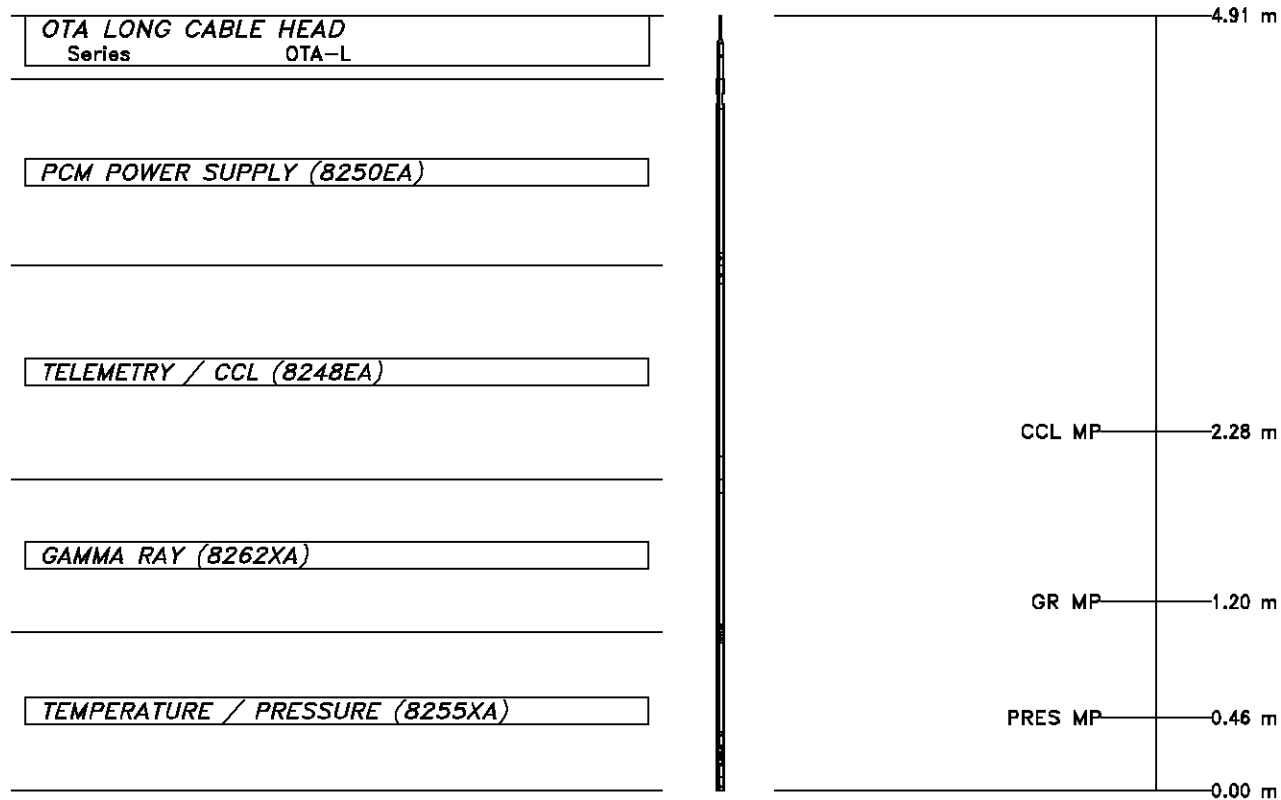 4.91 m
OTA LONG CABLE HEAD
Series OTA-L
PCM POWER SUPPLY (8250EA)
TELEMETRY / CCL (8248EA)
CCL MP 2.28 m
GAMMA RAY (8262XA)
GR MP 1.20 m
TEMPERATURE / PRESSURE (8255XA)
PRES MP 0.46 m
0.00 m